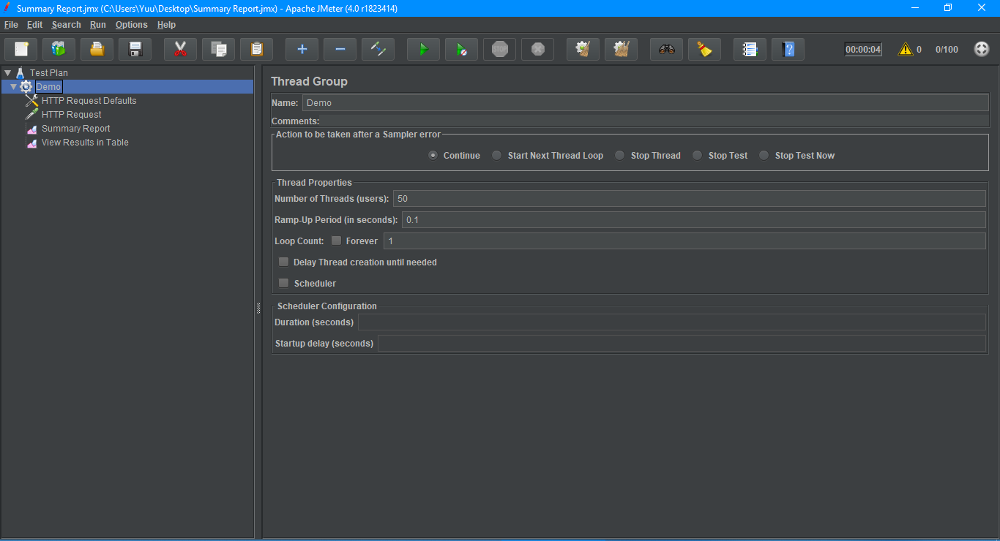 Summary Report.jmx (C:\Users\Yuu\Desktop\Summary Report.jmx) - Apache JMeter (4.0 r1823414)
File Edit Search Run Options Help
STOP 00:00:04 0 0/100
Test Plan
Demo
HTTP Request Defaults
HTTP Request
Summary Report
View Results in Table
Thread Group
Name: Demo
Comments:
Action to be taken after a Sampler error
Continue Start Next Thread Loop Stop Thread Stop Test Stop Test Now
Thread Properties
Number of Threads (users): 50
Ramp-Up Period (in seconds): 0.1
Loop Count: Forever 1
Delay Thread creation until needed
Scheduler
Scheduler Configuration
Duration (seconds)
Startup delay (seconds)